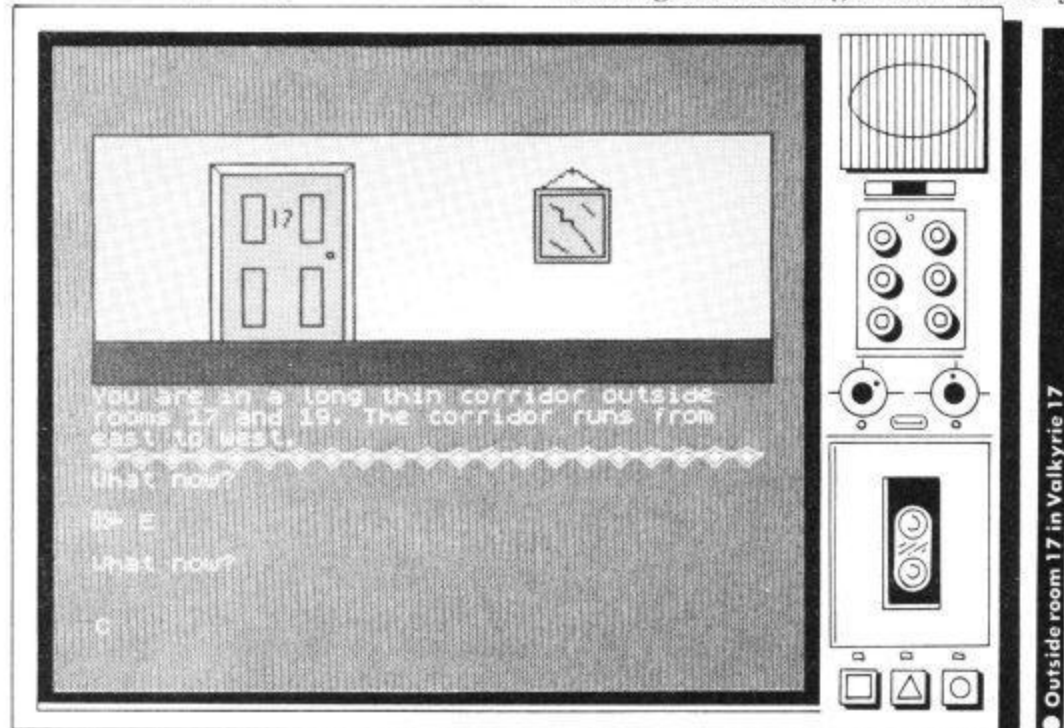 17
You are in a long thin corridor outside
rooms 17 and 19. The corridor runs from
east to west.
What now?
E
What now?
C
Outside room 17 in Valkyrie 17